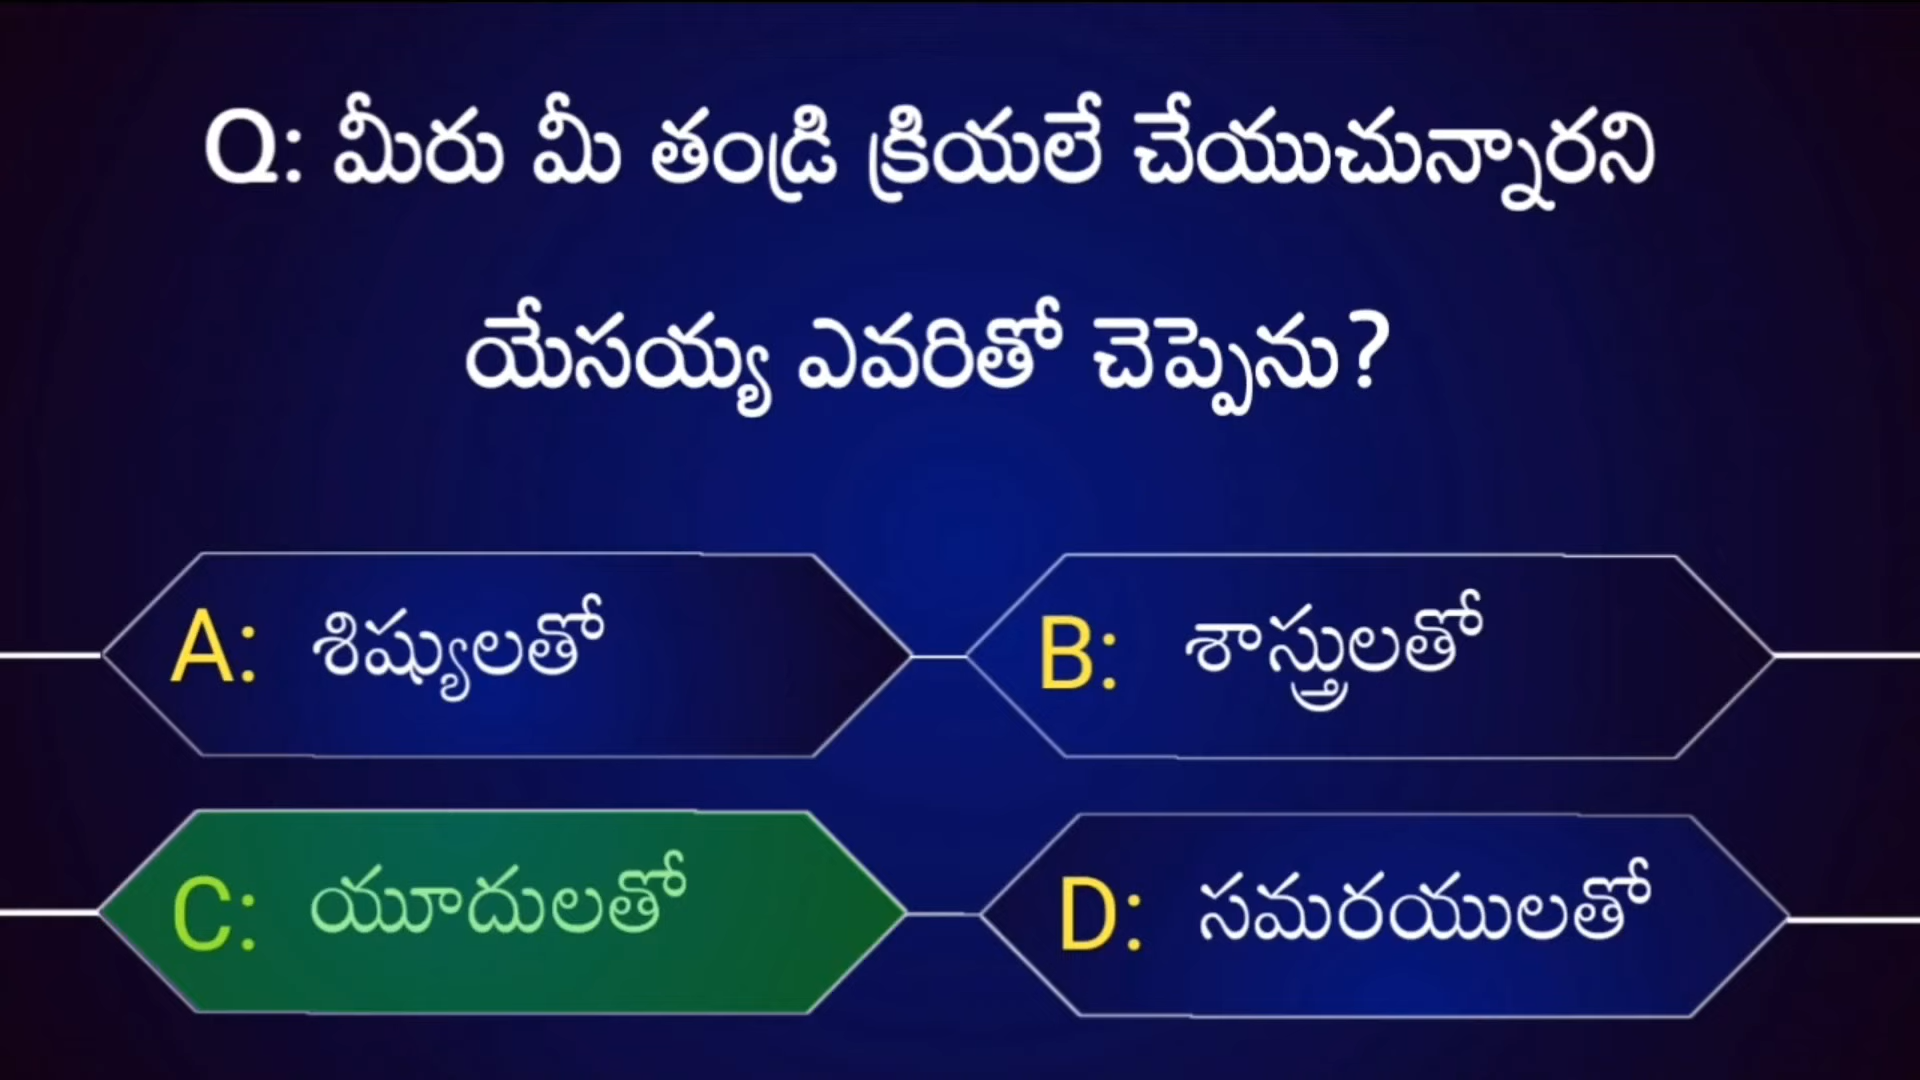 Q: మీరు మీ తండ్రి క్రియలే చేయుచున్నారని
యేసయ్య ఎవరితో చెప్పెను?
A: శిష్యులతో
B: శాస్త్రులతో
C: యూదులతో
D: సమరయులతో